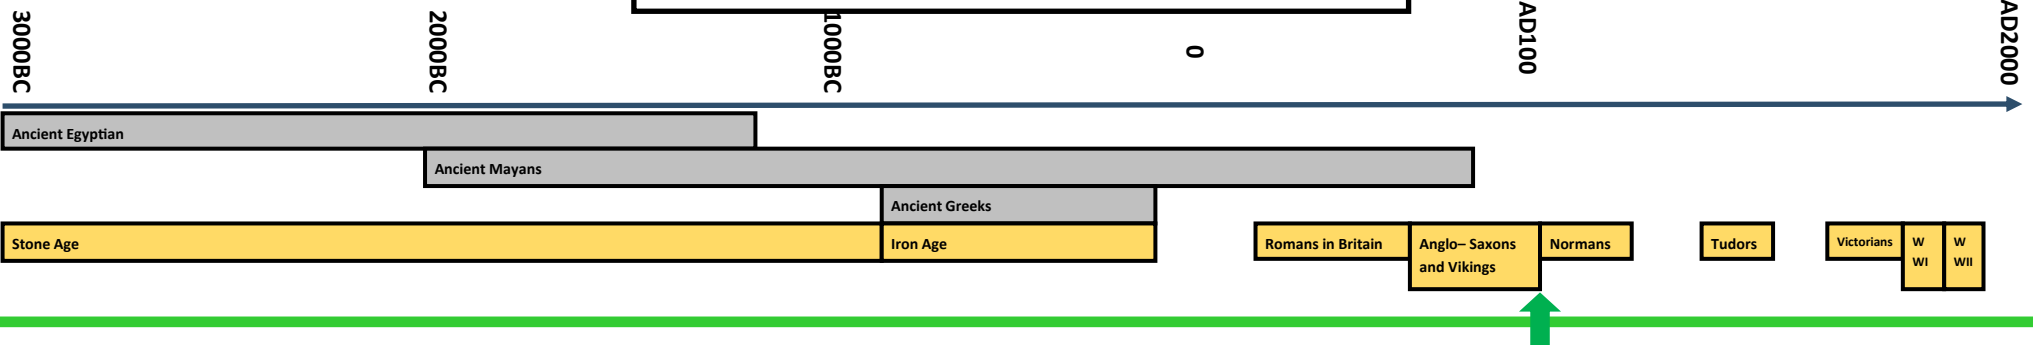 3000BC
2000BC
1000BC
0
AD100
AD2000
Ancient Egyptian
Ancient Mayans
Ancient Greeks
Stone Age
Iron Age
Romans in Britain
Anglo– Saxons
and Vikings
Normans
Tudors
Victorians
W
WI
W
WII